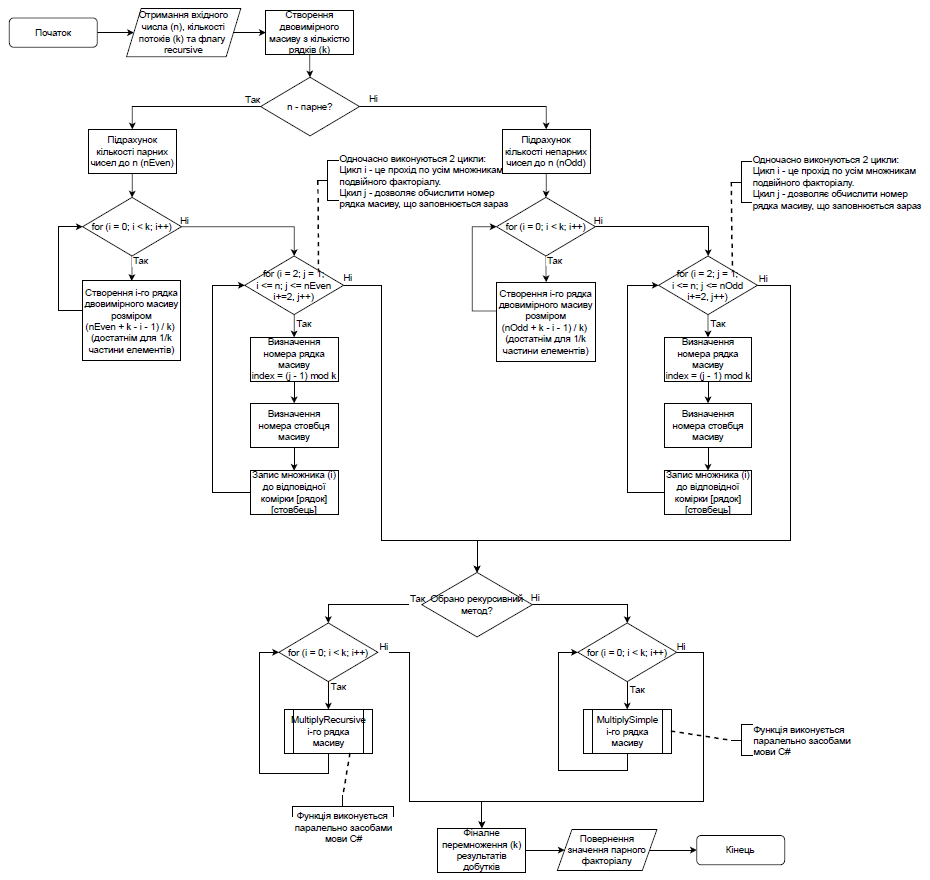 Початок
Отримання вхідного
числа (n), кількості
потоків (k) та флагу
recursive
Створення
двовимірного
масиву з кількістю
рядків (k)
n - парне?
Так
Ні
Підрахунок
кількості парних
чисел до n (nEven)
for (i = 0; i < k; i++)
Ні
Так
Створення i-го рядка
двовимірного масиву
розміром
(nEven + k - i - 1) / k)
(достатнім для 1/k
частини елементів)
Одночасно виконуються 2 цикли:
Цикл i - це прохід по усім множникам
подвійного факторіалу.
Цкил j - дозволяє обчислити номер
рядка масиву, що заповнюється зараз
for (i = 2; j = 1;
i <= n; j <= nEven
i+=2, j++)
Ні
Так
Визначення
номера рядка
масиву
index = (j - 1) mod k
Визначення
номера стовбця
масиву
Запис множника (i)
до відповідної
комірки [рядок]
[стовбець]
Підрахунок
кількості непарних
чисел до n (nOdd)
for (i = 0; i < k; i++)
Ні
Так
Створення i-го рядка
двовимірного масиву
розміром
(nOdd + k - i - 1) / k)
(достатнім для 1/k
частини елементів)
Одночасно виконуються 2 цикли:
Цикл i - це прохід по усім множникам
подвійного факторіалу.
Цкил j - дозволяє обчислити номер
рядка масиву, що заповнюється зараз
for (i = 2; j = 1;
i <= n; j <= nOdd
i+=2, j++)
Ні
Так
Визначення
номера рядка
масиву
index = (j - 1) mod k
Визначення
номера стовбця
масиву
Запис множника (i)
до відповідної
комірки [рядок]
[стовбець]
Так
Обрано рекурсивний
метод?
Ні
for (i = 0; i < k; i++)
Ні
Так
MultiplyRecursive
i-го рядка
масиву
Функція виконується
паралельно засобами
мови C#
for (i = 0; i < k; i++)
Ні
Так
MultiplySimple
i-го рядка
масиву
Функція виконується
паралельно засобами
мови C#
Фінальне
перемноження (k)
результатів
добутків
Повернення
значення парного
факторіалу
Кінець